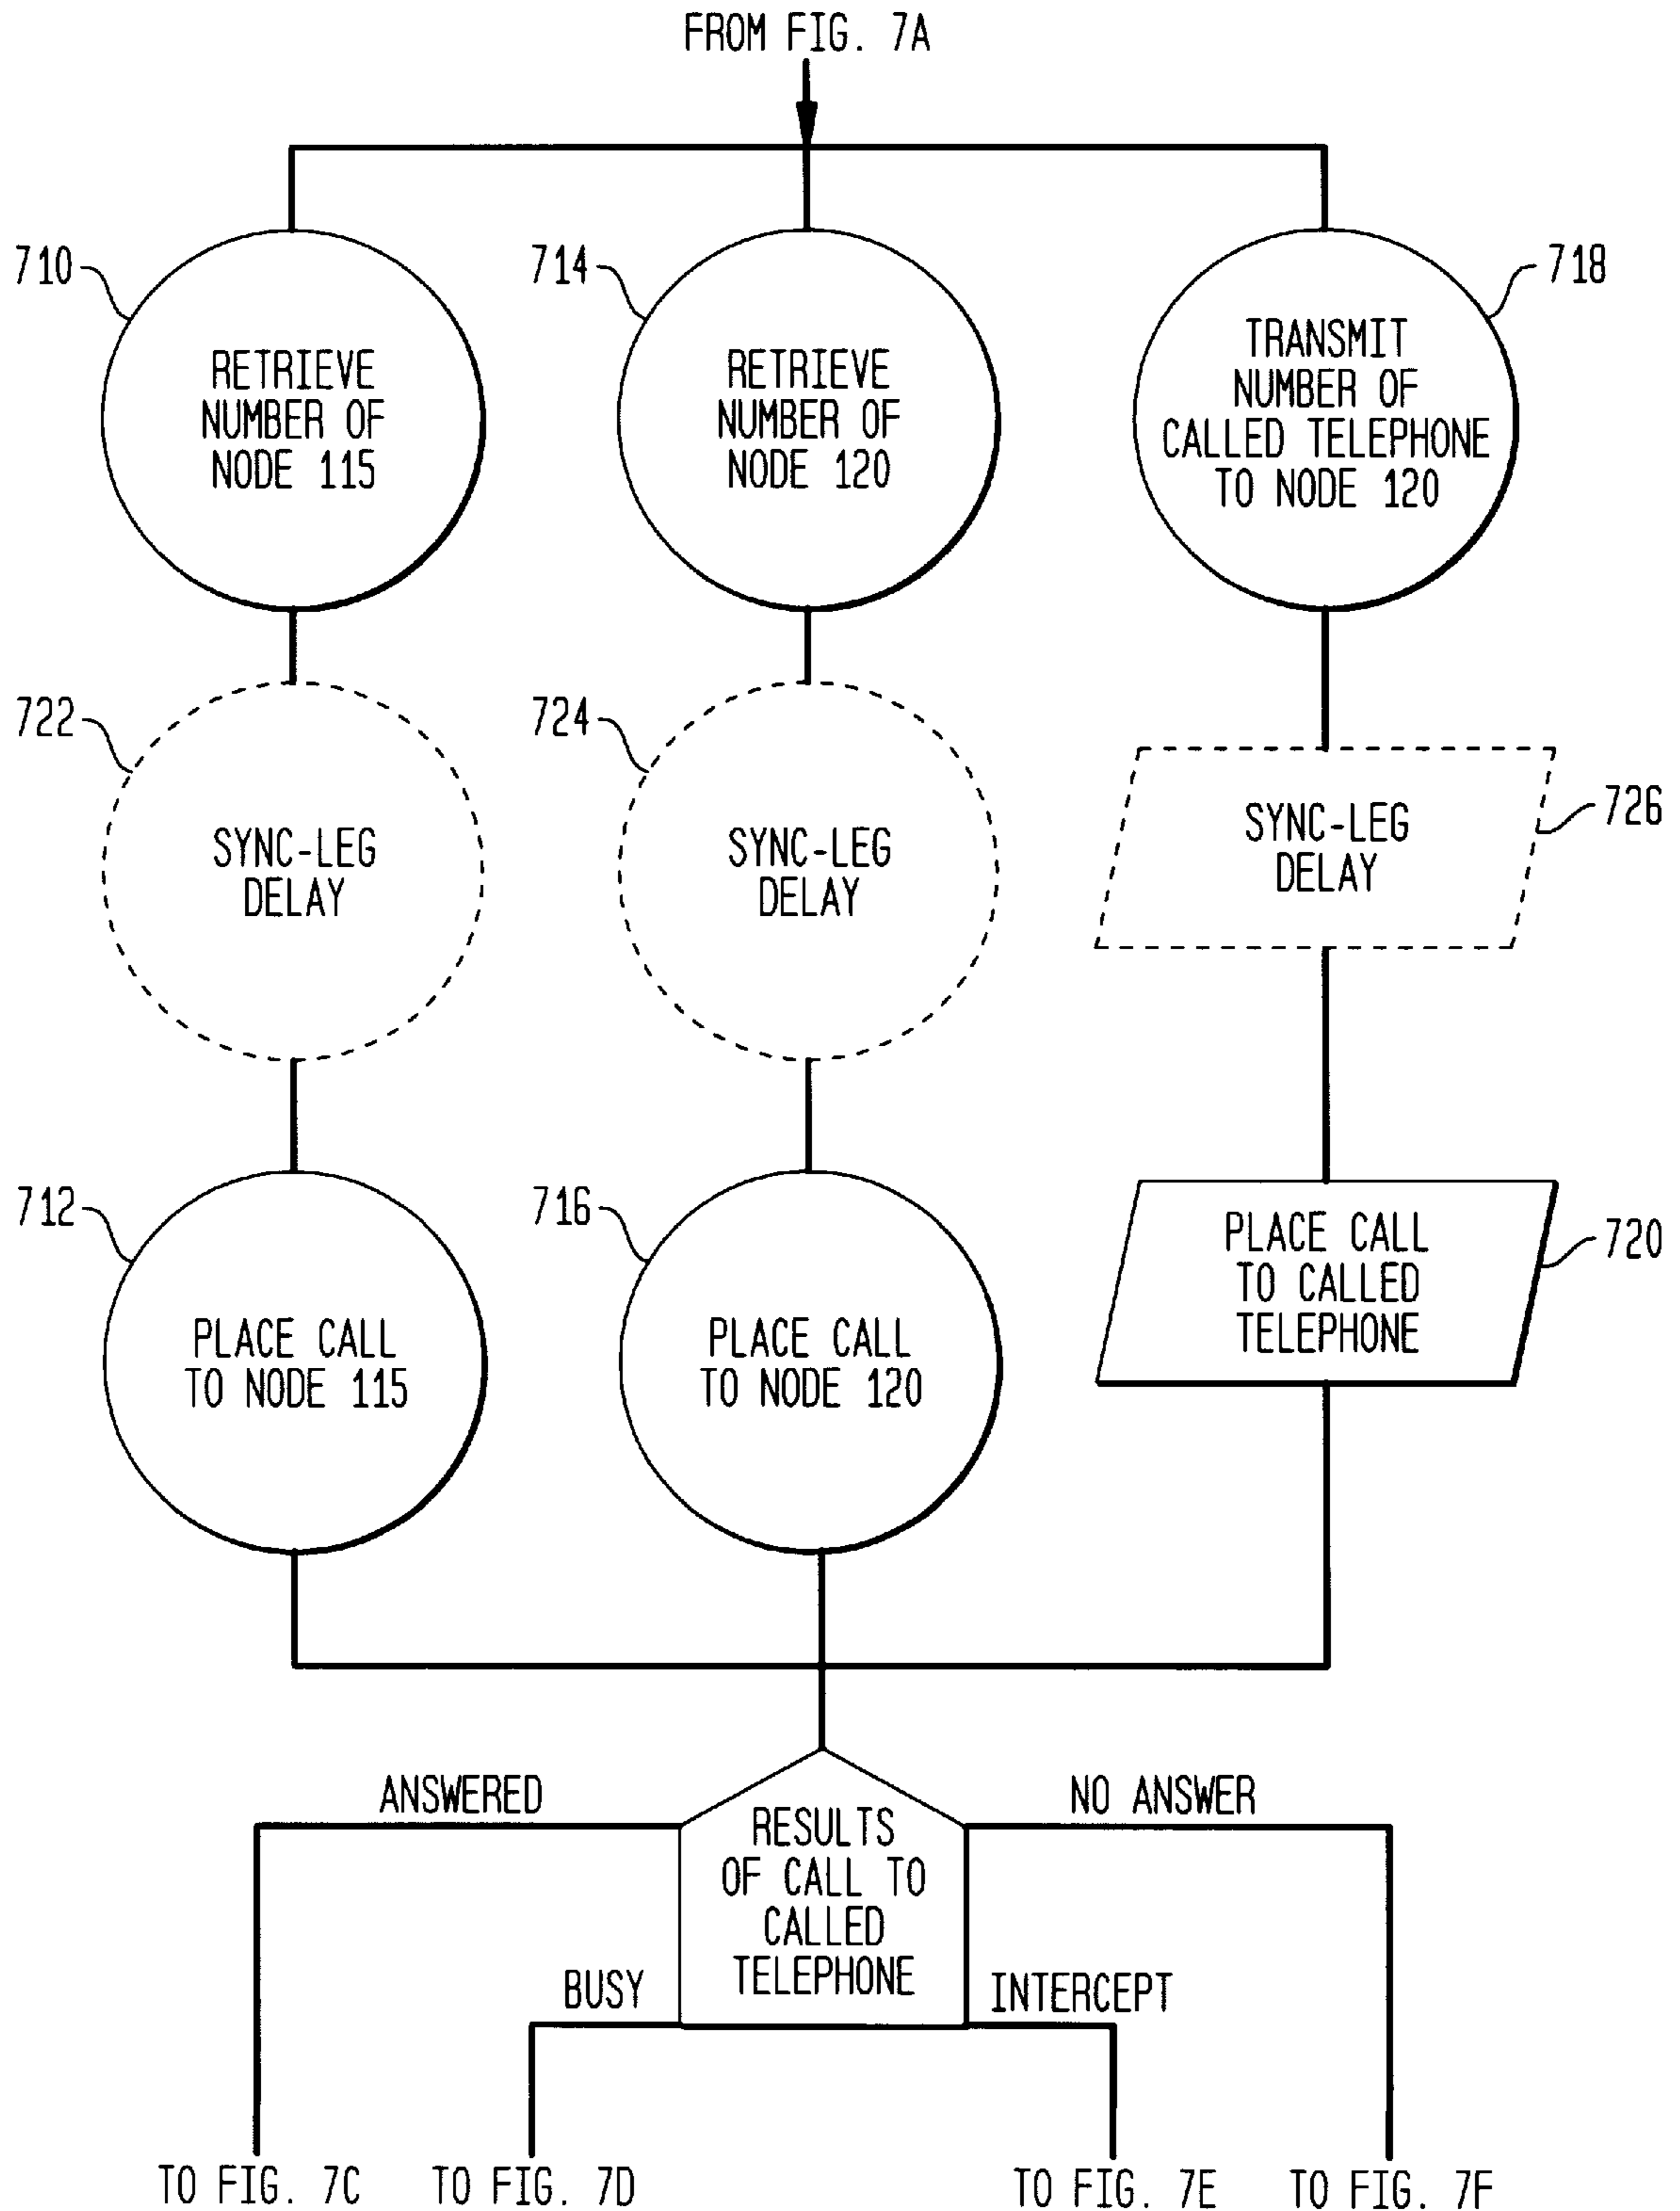 FROM FIG. 7A
710
714
718
RETRIEVE
NUMBER OF
NODE 115
RETRIEVE
NUMBER OF
NODE 120
TRANSMIT
NUMBER OF
CALLED TELEPHONE
TO NODE 120
722
724
726
SYNC-LEG
DELAY
SYNC-LEG
DELAY
SYNC-LEG
DELAY
712
716
720
PLACE CALL
TO NODE 115
PLACE CALL
TO NODE 120
PLACE CALL
TO CALLED
TELEPHONE
ANSWERED
NO ANSWER
RESULTS
OF CALL TO
CALLED
TELEPHONE
BUSY
INTERCEPT
TO FIG. 7C
TO FIG. 7D
TO FIG. 7E
TO FIG. 7F